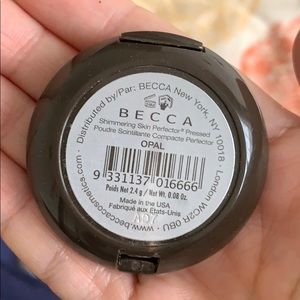 Distributed by/Par: BECCA New York, NY 10018 - London WC2R 0BU - www.beccacosmetics.com -
BECCA
Shimmering Skin Perfector® Pressed
Poudre Scintillante Compacte Perfector
OPAL
9 331137 016666
Poids Net 2.4 g / Net Wt. 0.08 Oz.
Made in the USA
Fabriqué aux États-Unis